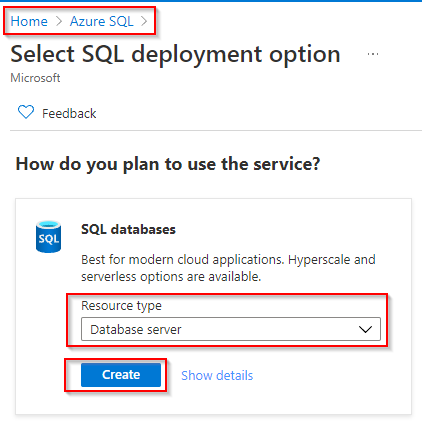 Home > Azure SQL >
Select SQL deployment option ...
Microsoft
Feedback
How do you plan to use the service?
SQL
SQL databases
Best for modern cloud applications. Hyperscale and
serverless options are available.
Resource type
Database server
Create Show details